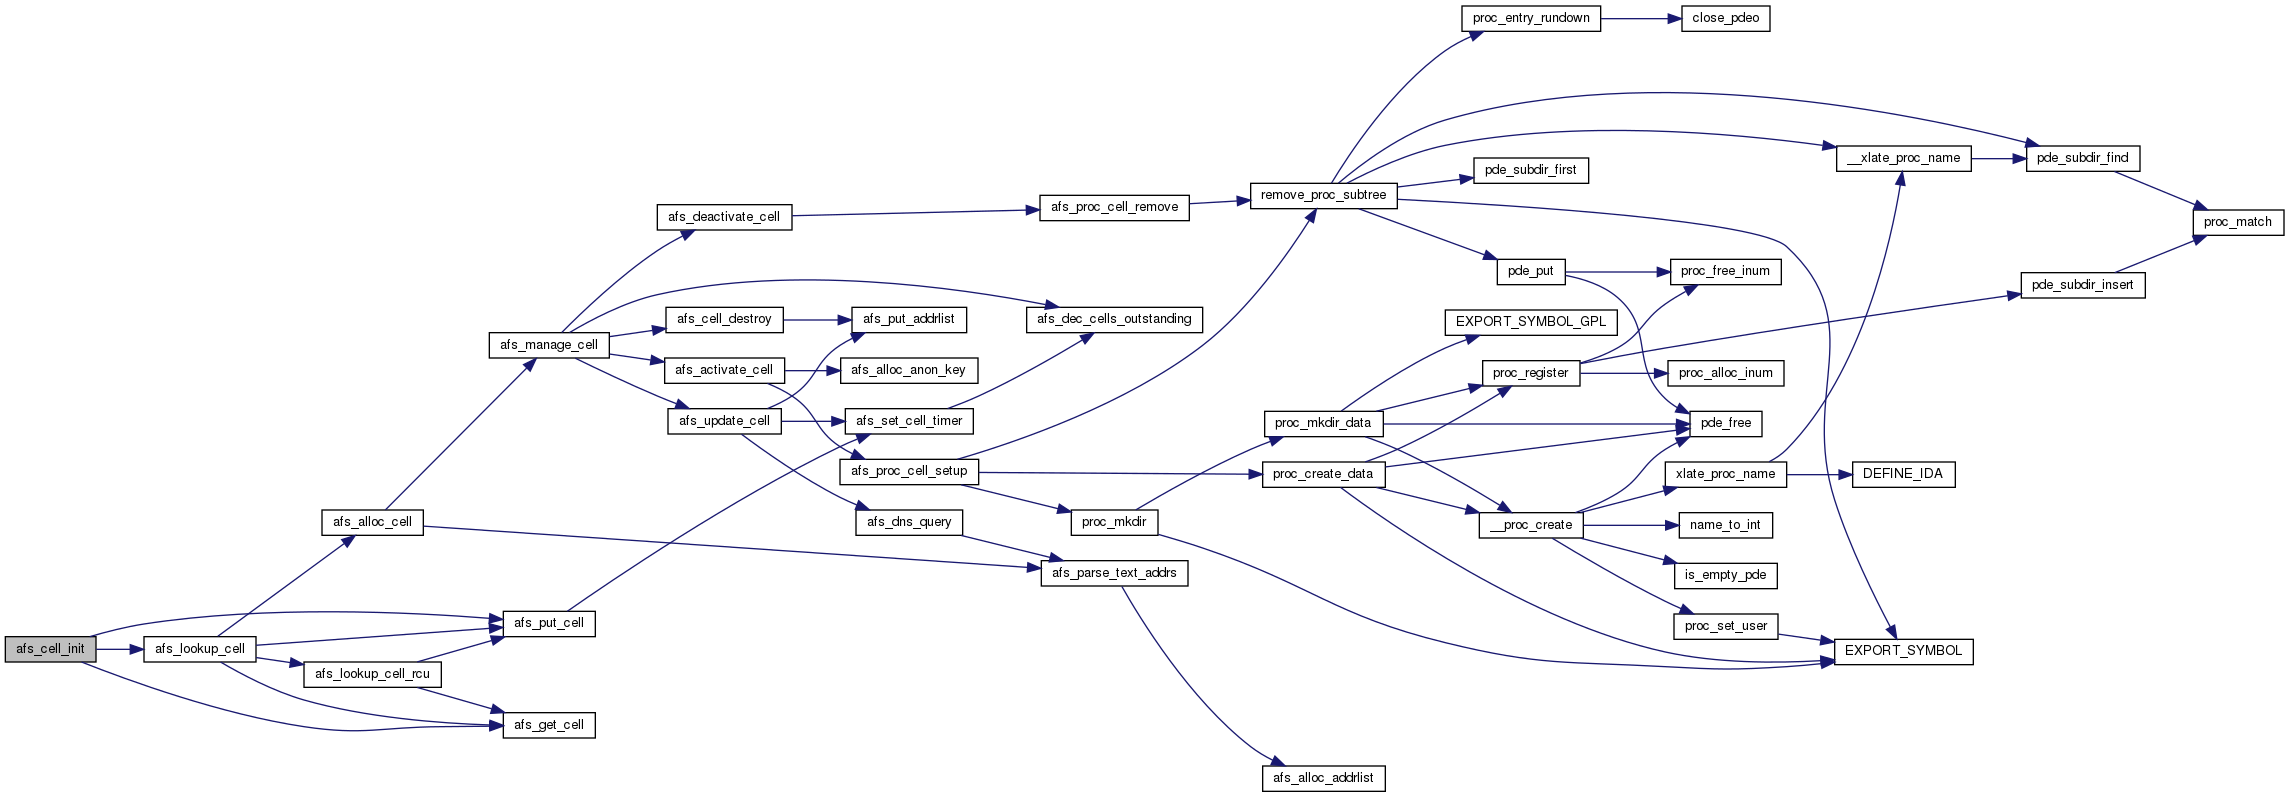 afs_cell_init
afs_lookup_cell
afs_alloc_cell
afs_lookup_cell_rcu
afs_manage_cell
afs_put_cell
afs_get_cell
afs_deactivate_cell
afs_cell_destroy
afs_activate_cell
afs_update_cell
afs_put_addrlist
afs_alloc_anon_key
afs_set_cell_timer
afs_proc_cell_setup
afs_dns_query
afs_proc_cell_remove
afs_dec_cells_outstanding
proc_mkdir
afs_parse_text_addrs
remove_proc_subtree
proc_mkdir_data
proc_create_data
afs_alloc_addrlist
proc_entry_rundown
pde_subdir_first
pde_put
EXPORT_SYMBOL_GPL
proc_register
__proc_create
close_pdeo
proc_free_inum
proc_alloc_inum
pde_free
xlate_proc_name
name_to_int
is_empty_pde
proc_set_user
__xlate_proc_name
DEFINE_IDA
EXPORT_SYMBOL
pde_subdir_find
pde_subdir_insert
proc_match